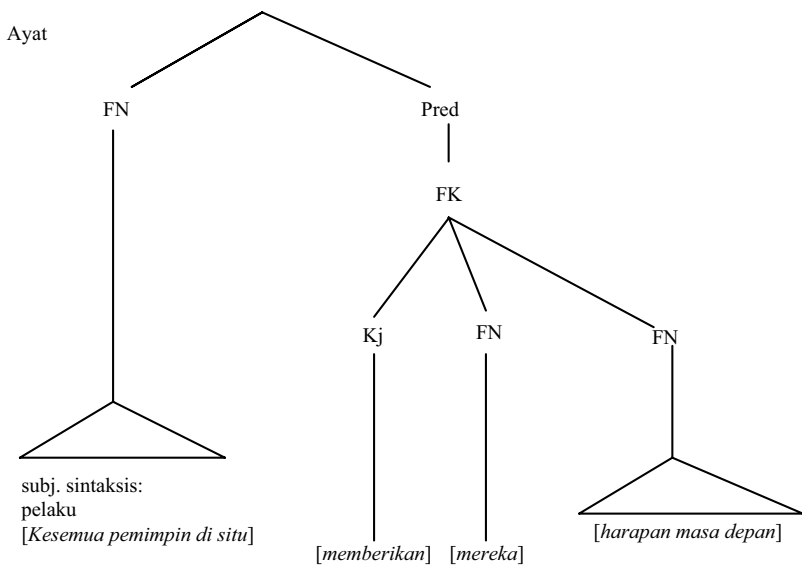 Ayat
FN
Pred
FK
Kj
FN
FN
subj. sintaksis:
pelaku
[Kesemua pemimpin di situ]
[memberikan]
[mereka]
[harapan masa depan]